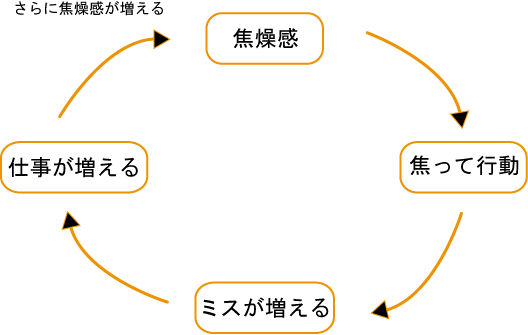 さらに焦燥感が増える
焦燥感
焦って行動
ミスが増える
仕事が増える